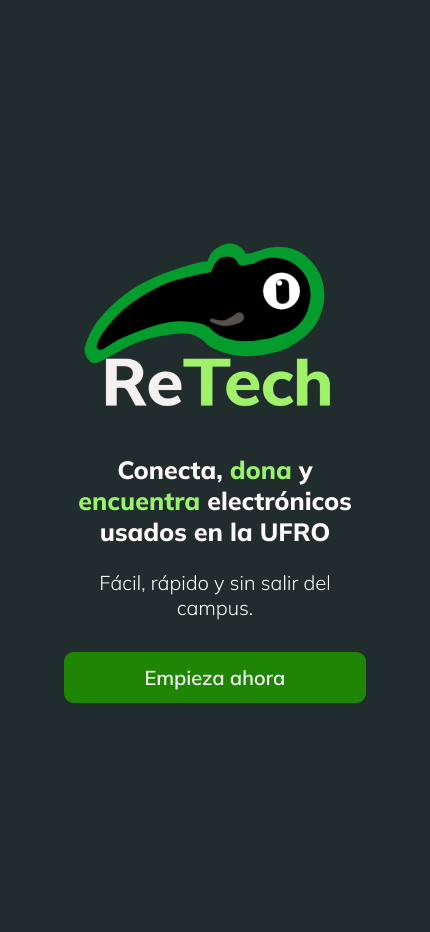 ReTech
Conecta, dona y
encuentra electrónicos
usados en la UFRO
Fácil, rápido y sin salir del
campus.
Empieza ahora